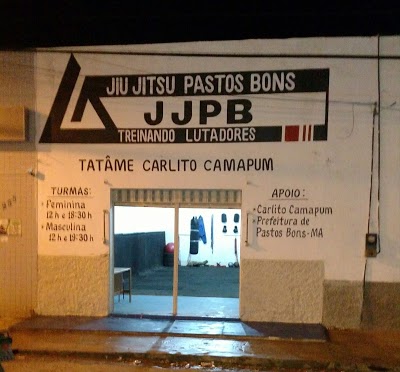 JIU JITSU PASTOS BONS
JJPB
TREINANDO LUTADORES
TATÂME CARLITO CAMAPUM
TURMAS:
Feminina
12 h e 18:30 h
Masculina
12 h e 19:30 h
APOIO:
Carlito Camapum
Prefeitura de
Pastos Bons-MA